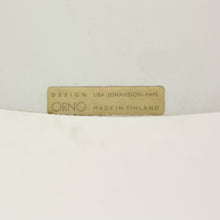 DESIGN LISA JOHANSSON-PAPE
ORNO MADE IN FINLAND